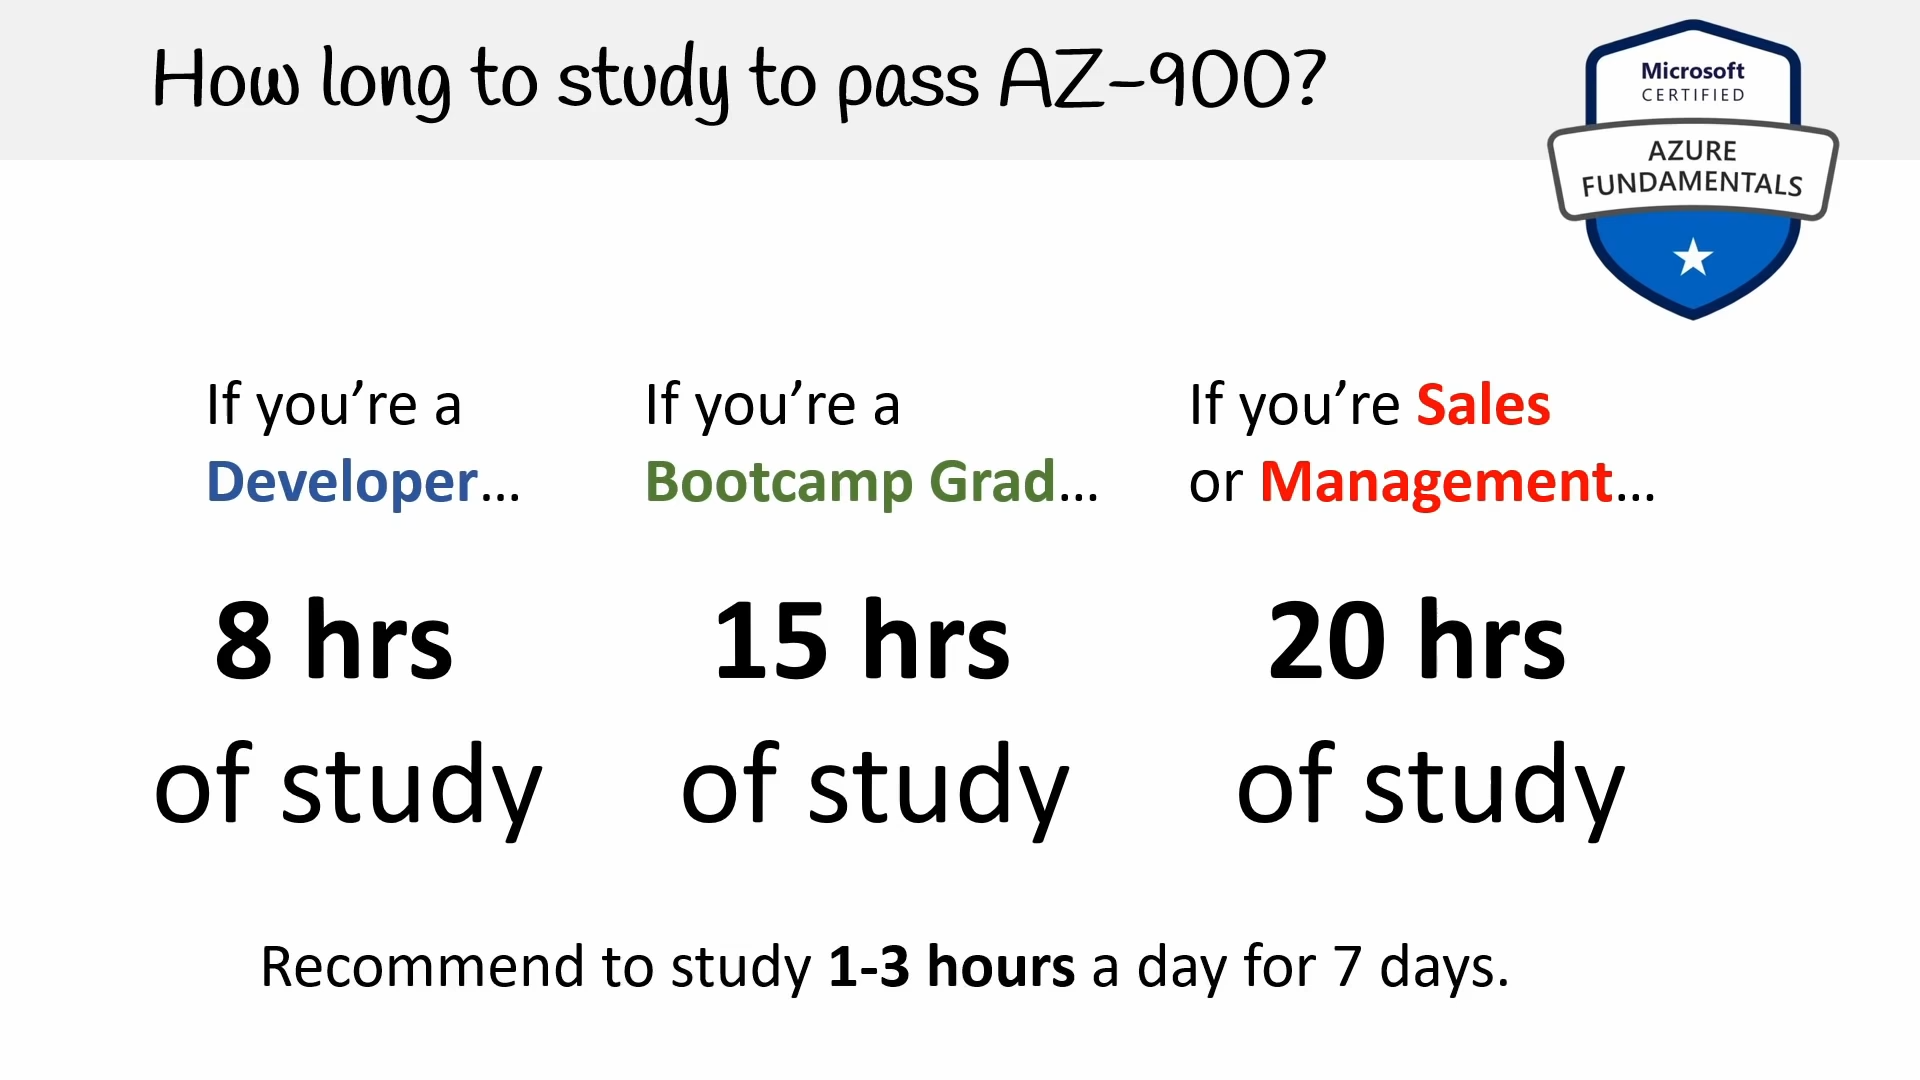 How long to study to pass AZ-900?
Microsoft
CERTIFIED
AZURE
FUNDAMENTALS
If you’re a
Developer...
8 hrs
of study
If you’re a
Bootcamp Grad...
15 hrs
of study
If you’re Sales
or Management...
20 hrs
of study
Recommend to study 1-3 hours a day for 7 days.